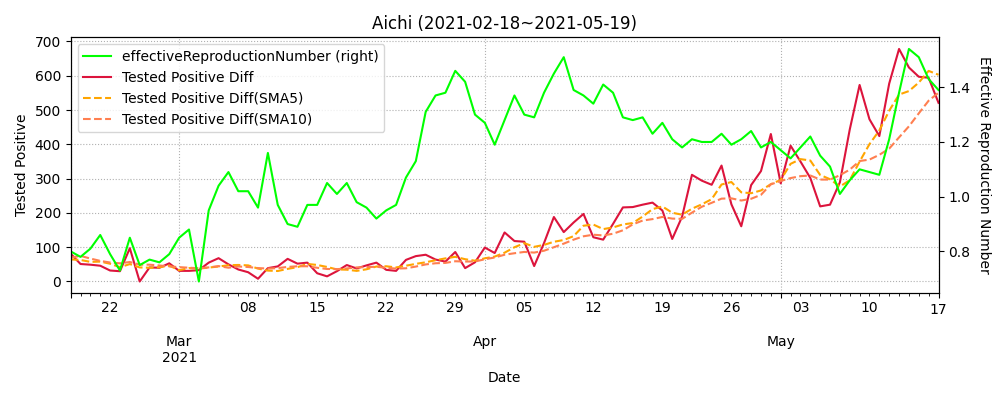 Aichi (2021-02-18~2021-05-19)
effectiveReproductionNumber (right)
Tested Positive Diff
Tested Positive Diff(SMA5)
Tested Positive Diff(SMA10)
Tested Positive
700
600
500
400
300
200
100
0
1.4
1.2
1.0
0.8
Effective Reproduction Number
22 08 15 22 29 05 12 19 26 03 10 17
Mar Apr May
2021
Date